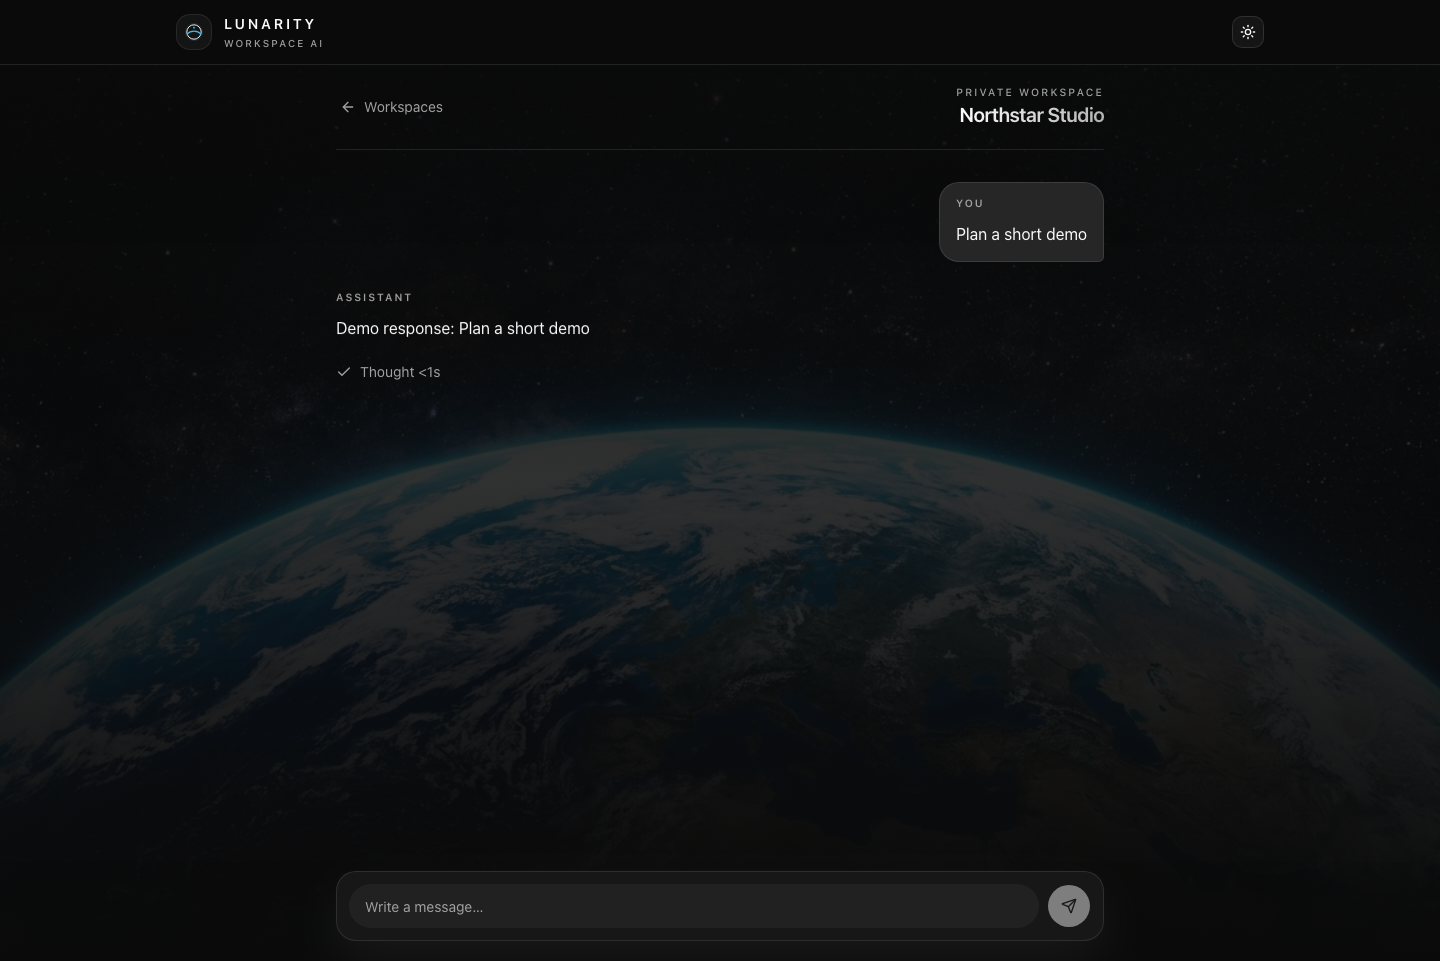 LUNARITY
WORKSPACE AI
Workspaces
PRIVATE WORKSPACE
Northstar Studio
YOU
Plan a short demo
ASSISTANT
Demo response: Plan a short demo
Thought <1s
Write a message...